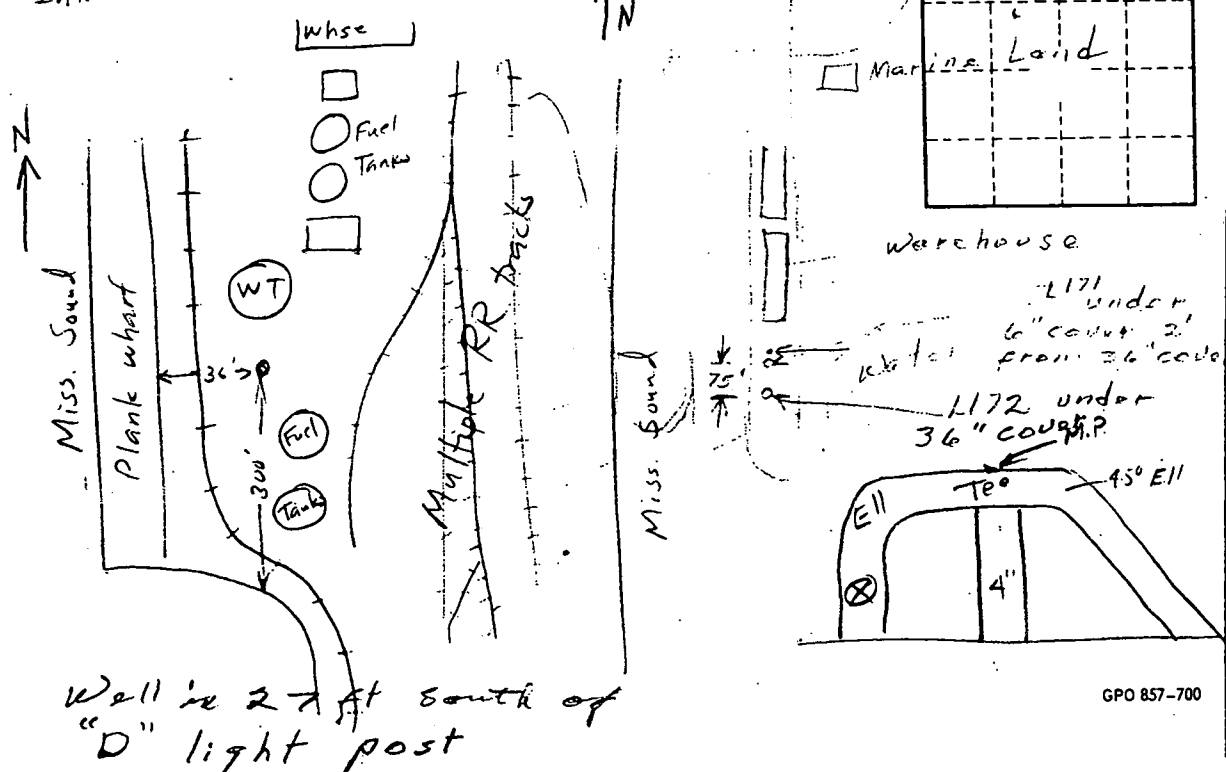 Whse
N
Marine Land
Fuel
Tanks
N
WT
Warehouse
Miss. Sound
Plank wharf
36'
300'
Fuel
Tank
Multiple RR Tracks
Miss. Sound
75'
L171
under
6" cover 2'
from 36" cove
L172 under
36" cover
M.P.
Tee
45° Ell
Ell
4"
GPO 857-700
Well is 27 ft South of
"D" light post